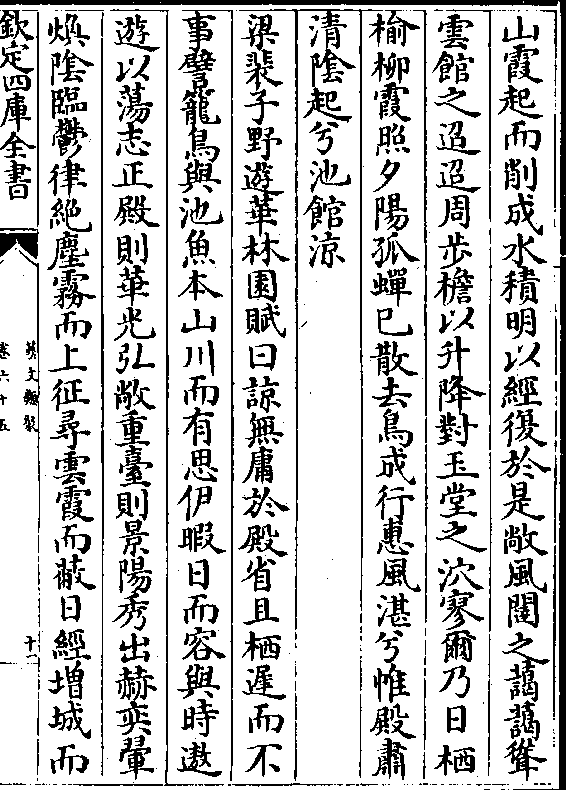 山霞起而削成水積明以經復於是敞風闥之藹藹聳
雲館之迢迢周步檐以升降對玉堂之泬寥爾乃日栖
榆柳霞照夕陽孤蟬已散去鳥成行惠風湛兮帷殿肅
清陰起兮池館涼
梁裴子野遊華林園賦曰諒無庸於殿省且栖遲而不
事譬籠鳥與池魚本山川而有思伊暇日而容與時遨
遊以蕩志正殿則華光弘敞重臺則景陽秀出赫奕翬
煥陰臨鬱律絕塵霧而上征尋雲霞而蔽日經増城而
欽定四庫全書
藝文類聚
卷六十五
十二